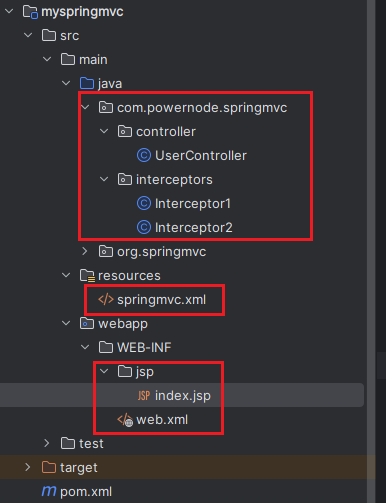 myspringmvc
src
main
java
com.powernode.springmvc
controller
UserController
interceptors
Interceptor1
Interceptor2
org.springmvc
resources
springmvc.xml
webapp
WEB-INF
jsp
JSP index.jsp
web.xml
test
target
pom.xml